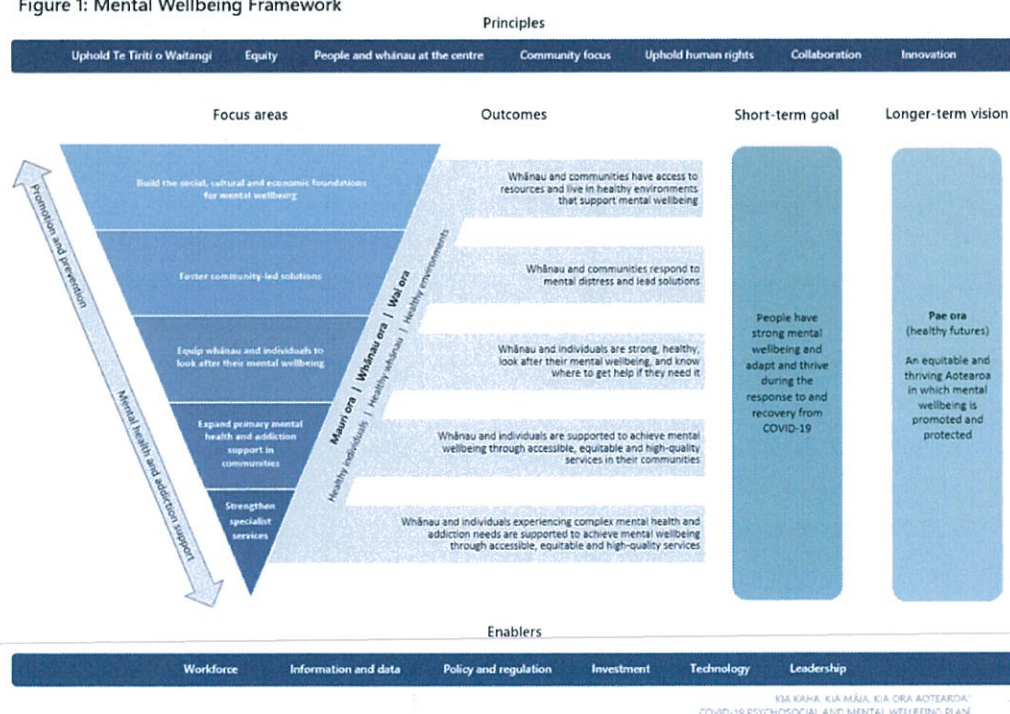 Figure 1: Mental Wellbeing Framework
Principles
Uphold Te Tiriti o Waitangi Equity People and whānau at the centre Community focus Uphold human rights Collaboration Innovation
Focus areas
Outcomes
Short-term goal
Longer-term vision
Promotion and prevention
Mental health and addiction support
Build the social, cultural and economic foundations
for mental wellbeing
Foster community-led solutions
Equip whānau and individuals to
look after their mental wellbeing
Expand primary mental
health and addiction
support in
communities
Strengthen
specialist
services
Mauri ora | Whānau ora | Wai ora
Healthy individuals | Healthy whānau | Healthy environments
Whānau and communities have access to
resources and live in healthy environments
that support mental wellbeing
Whānau and communities respond to
mental distress and lead solutions
Whānau and individuals are strong, healthy,
look after their mental wellbeing, and know
where to get help if they need it
Whānau and individuals are supported to achieve mental
wellbeing through accessible, equitable and high-quality
services in their communities
Whānau and individuals experiencing complex mental health and
addiction needs are supported to achieve mental wellbeing
through accessible, equitable and high-quality services
People have
strong mental
wellbeing and
adapt and thrive
during the
response to and
recovery from
COVID-19
Pae ora
(healthy futures)
An equitable and
thriving Aotearoa
in which mental
wellbeing is
promoted and
protected
Enablers
Workforce Information and data Policy and regulation Investment Technology Leadership
KIA KAHA, KIA MĀIA, KIA ORA AOTEAROA:
COVID-19 PSYCHOSOCIAL AND MENTAL WELLBEING PLAN